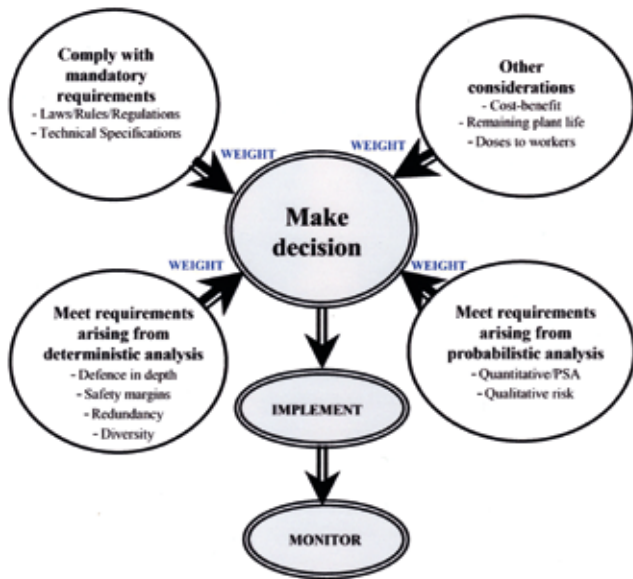 Comply with
mandatory
requirements
- Laws/Rules/Regulations
- Technical Specifications
Other
considerations
- Cost-benefit
- Remaining plant life
- Doses to workers
WEIGHT
WEIGHT
Make
decision
WEIGHT
WEIGHT
Meet requirements
arising from
deterministic analysis
- Defence in depth
- Safety margins
- Redundancy
- Diversity
Meet requirements
arising from
probabilistic analysis
- Quantitative/PSA
- Qualitative risk
IMPLEMENT
MONITOR